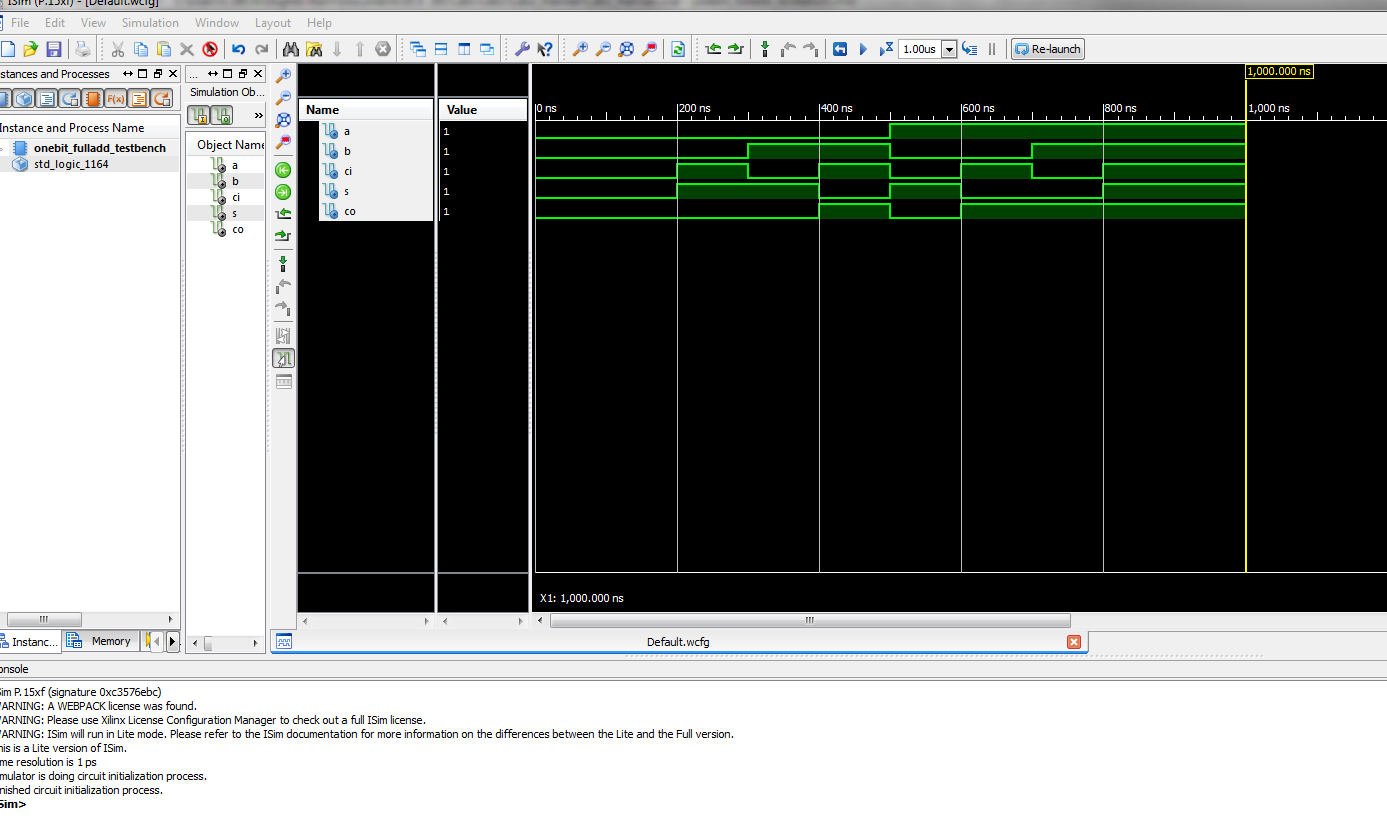 ISim (P.15xf) - [Default.wcfg]
File Edit View Simulation Window Layout Help
1.00us Re-launch
stances and Processes
Simulation Ob...
Instance and Process Name
onebit_fulladd_testbench
std_logic_1164
Object Name
a
b
ci
s
co
Name Value
a 1
b 1
ci 1
s 1
co 1
1,000.000 ns
0 ns 200 ns 400 ns 600 ns 800 ns 1,000 ns
X1: 1,000.000 ns
Instanc... Memory
Default.wcfg
onsole
Sim P.15xf (signature 0xc3576ebc)
ARNING: A WEBPACK license was found.
ARNING: Please use Xilinx License Configuration Manager to check out a full ISim license.
ARNING: ISim will run in Lite mode. Please refer to the ISim documentation for more information on the differences between the Lite and the Full version.
his is a Lite version of ISim.
me resolution is 1 ps
mulator is doing circuit initialization process.
nished circuit initialization process.
Sim>